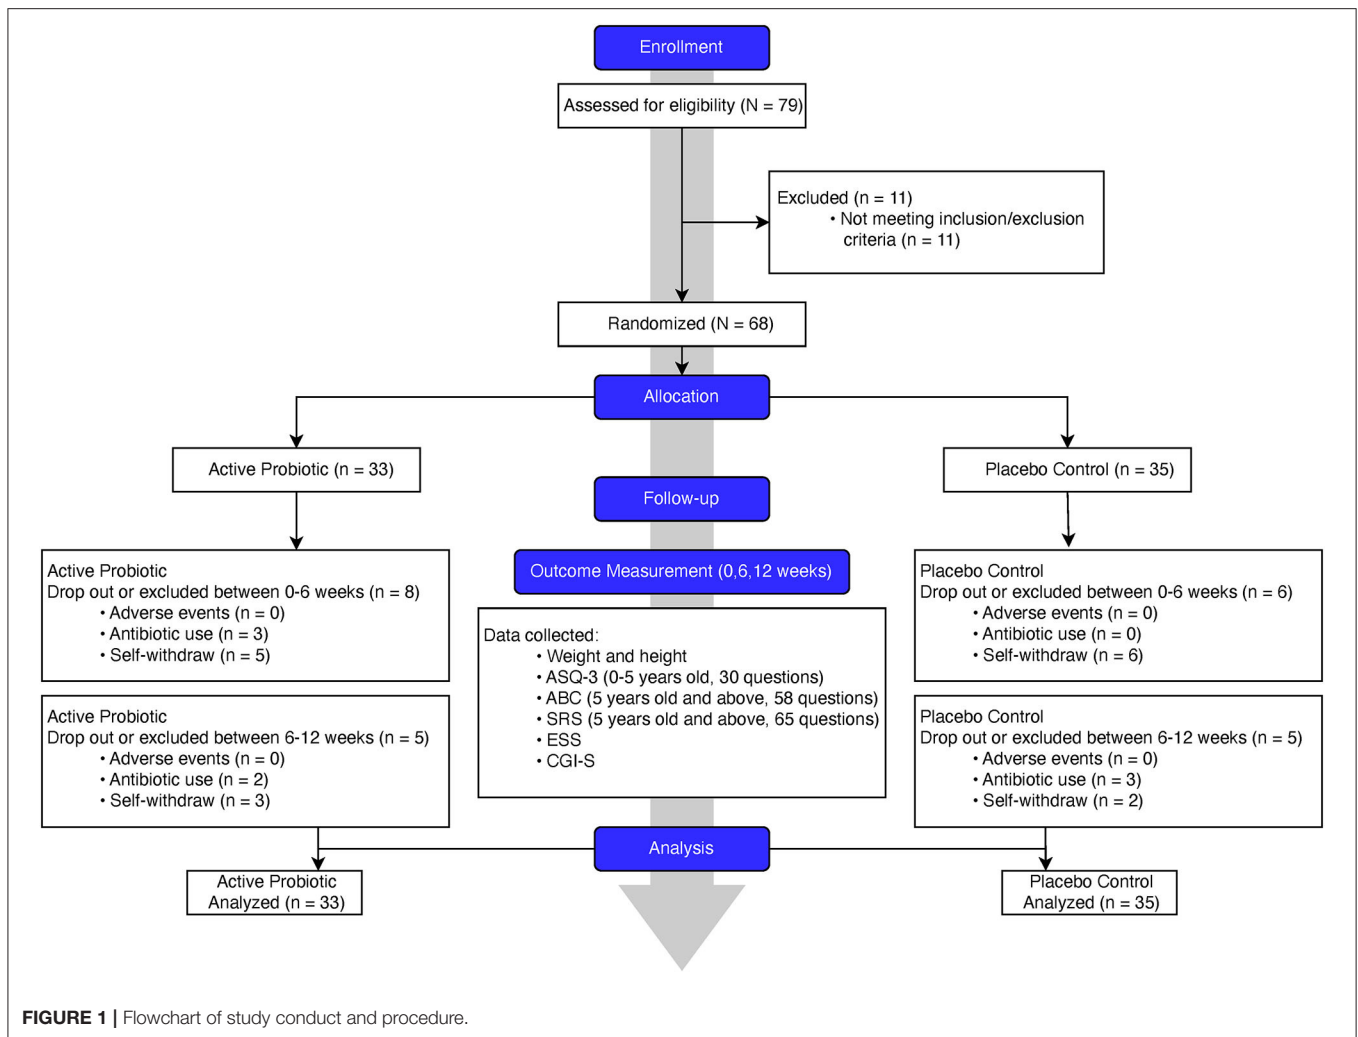 Enrollment
Assessed for eligibility (N = 79)
Excluded (n = 11)
• Not meeting inclusion/exclusion
criteria (n = 11)
Randomized (N = 68)
Allocation
Active Probiotic (n = 33)
Placebo Control (n = 35)
Follow-up
Active Probiotic
Drop out or excluded between 0-6 weeks (n = 8)
• Adverse events (n = 0)
• Antibiotic use (n = 3)
• Self-withdraw (n = 5)
Outcome Measurement (0,6,12 weeks)
Placebo Control
Drop out or excluded between 0-6 weeks (n = 6)
• Adverse events (n = 0)
• Antibiotic use (n = 0)
• Self-withdraw (n = 6)
Data collected:
• Weight and height
• ASQ-3 (0-5 years old, 30 questions)
• ABC (5 years old and above, 58 questions)
• SRS (5 years old and above, 65 questions)
• ESS
• CGI-S
Active Probiotic
Drop out or excluded between 6-12 weeks (n = 5)
• Adverse events (n = 0)
• Antibiotic use (n = 2)
• Self-withdraw (n = 3)
Placebo Control
Drop out or excluded between 6-12 weeks (n = 5)
• Adverse events (n = 0)
• Antibiotic use (n = 3)
• Self-withdraw (n = 2)
Analysis
Active Probiotic
Analyzed (n = 33)
Placebo Control
Analyzed (n = 35)
FIGURE 1 | Flowchart of study conduct and procedure.